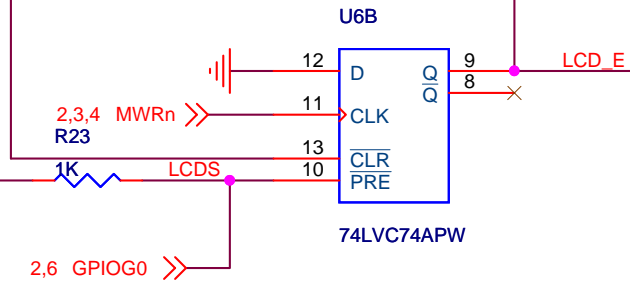 U6B
12
D
Q
9
LCD_E
Q
8
2,3,4 MWRn
11
CLK
R23
13
CLR
1K
LCDS
10
PRE
74LVC74APW
2,6 GPIOG0